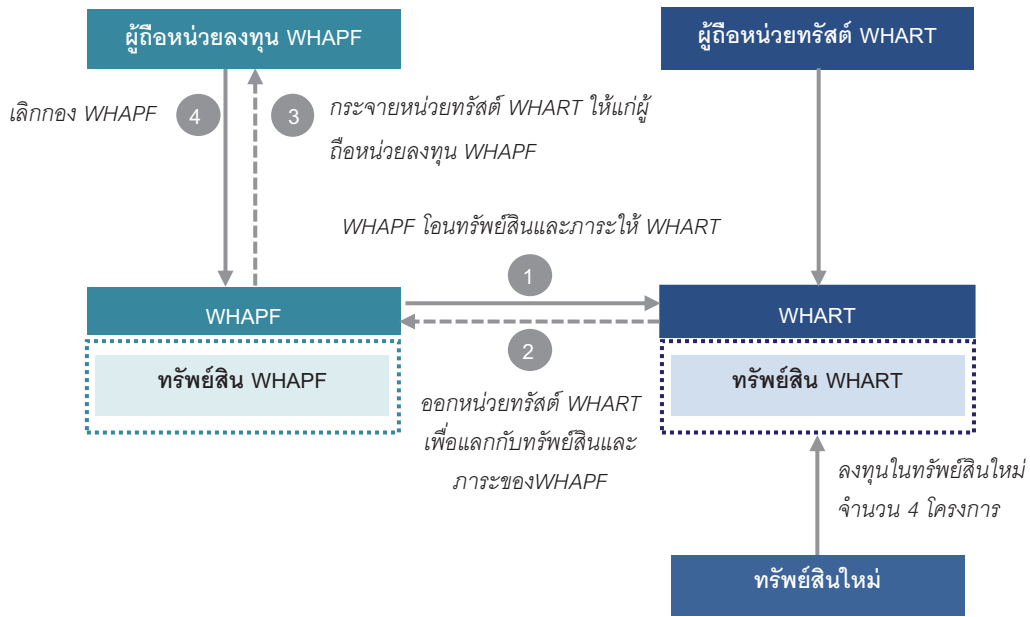 ผู้ถือหน่วยลงทุน WHAPF
ผู้ถือหน่วยทรัสต์ WHART
เลิกกอง WHAPF
4
3
กระจายหน่วยทรัสต์ WHART ให้แก่ผู้
ถือหน่วยลงทุน WHAPF
WHAPF โอนทรัพย์สินและภาระให้ WHART
1
WHAPF
WHART
2
ทรัพย์สิน WHAPF
ทรัพย์สิน WHART
ออกหน่วยทรัสต์ WHART
เพื่อแลกกับทรัพย์สินและ
ภาระของWHAPF
ลงทุนในทรัพย์สินใหม่
จำนวน 4 โครงการ
ทรัพย์สินใหม่